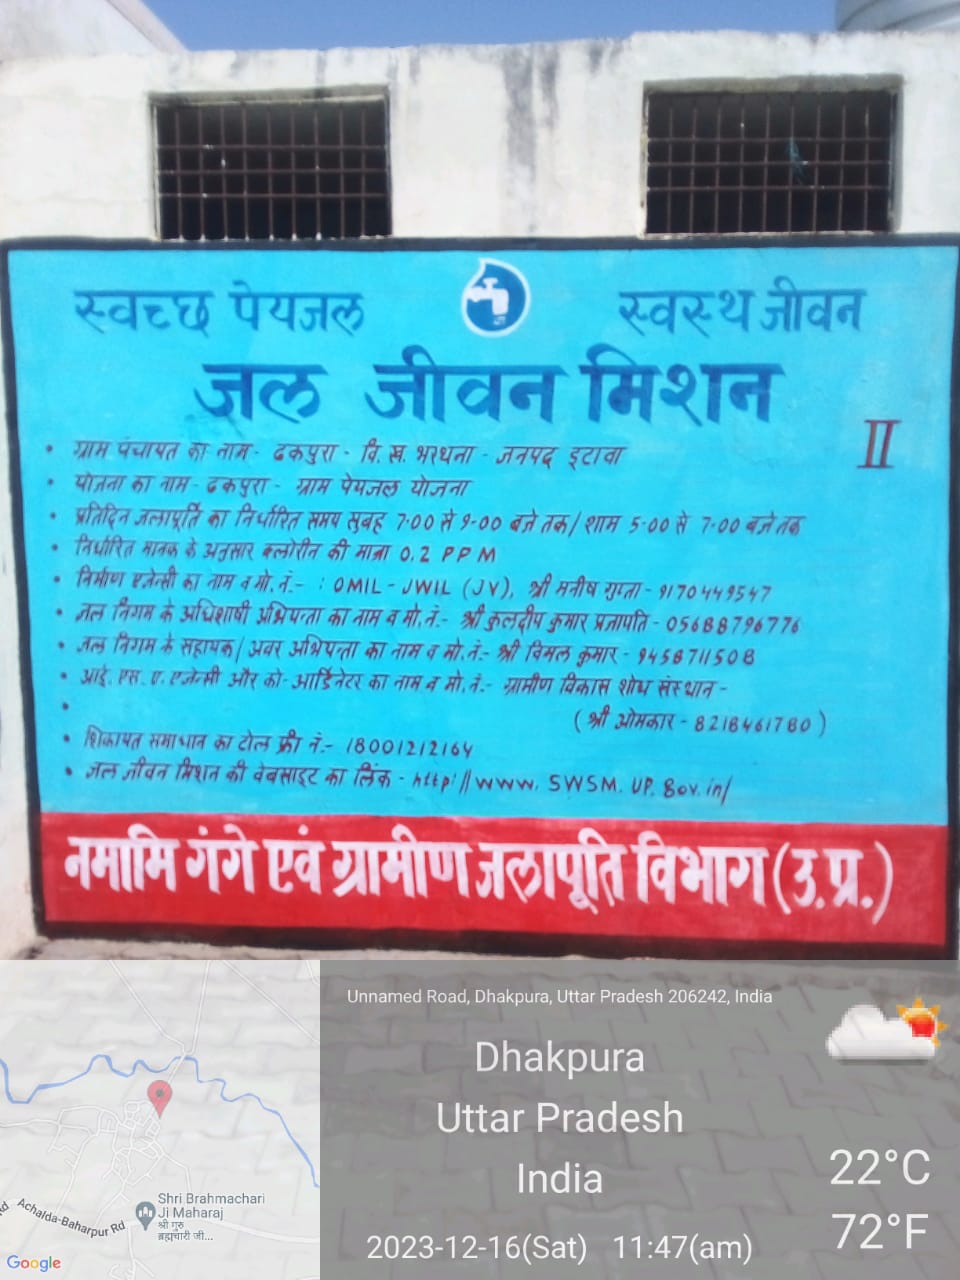 स्वच्छ पेयजल स्वस्थ जीवन
जल जीवन मिशन
II
• ग्राम पंचायत का नाम - ढकपुरा - वि.ख. भरथना - जनपद इटावा
• योजना का नाम - ढकपुरा - ग्राम पेयजल योजना
• प्रतिदिन जलापूर्ति का निर्धारित समय सुबह 7:00 से 9-00 बजे तक/शाम 5-00 से 7-00 बजे तक
• निर्धारित मानक के अनुसार क्लोरीन की मात्रा 0.2 PPM
• निर्माण एजेन्सी का नाम व मो.नं.- : OMIL - JWIL (JV), श्री मनीष गुप्ता - 9170449547
• जल निगम के अधिशाषी अभियन्ता का नाम व मो.नं.- श्री कुलदीप कुमार प्रजापति - 05688796776
• जल निगम के सहायक/अवर अभियन्ता का नाम व मो.नं.- श्री विमल कुमार - 9458711508
• आई. एस. ए. एजेन्सी और को-आर्डिनेटर का नाम व मो.नं.- ग्रामीण विकास शोध संस्थान -
• (श्री ओमकार - 8218461780)
• शिकायत समाधान का टोल फ्री नं.- 18001212164
• जल जीवन मिशन की वेबसाइट का लिंक - http://www.SWSM.UP.Gov.in/
नमामि गंगे एवं ग्रामीण जलापूर्ति विभाग (उ.प्र.)
Unnamed Road, Dhakpura, Uttar Pradesh 206242, India
Dhakpura
Uttar Pradesh
India
22°C
72°F
2023-12-16(Sat) 11:47(am)
Shri Brahmachari
Ji Maharaj
श्री गुरु
ब्रह्मचारी जी...
Achalda-Baharpur Rd
Google